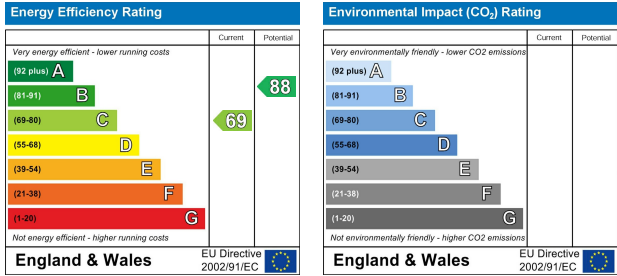 Energy Efficiency Rating
Current Potential
Very energy efficient - lower running costs
(92 plus) A
(81-91) B
(69-80) C
(55-68) D
(39-54) E
(21-38) F
(1-20) G
69
88
Not energy efficient - higher running costs
England & Wales
EU Directive
2002/91/EC
Environmental Impact (CO₂) Rating
Current Potential
Very environmentally friendly - lower CO2 emissions
(92 plus) A
(81-91) B
(69-80) C
(55-68) D
(39-54) E
(21-38) F
(1-20) G
Not environmentally friendly - higher CO2 emissions
England & Wales
EU Directive
2002/91/EC